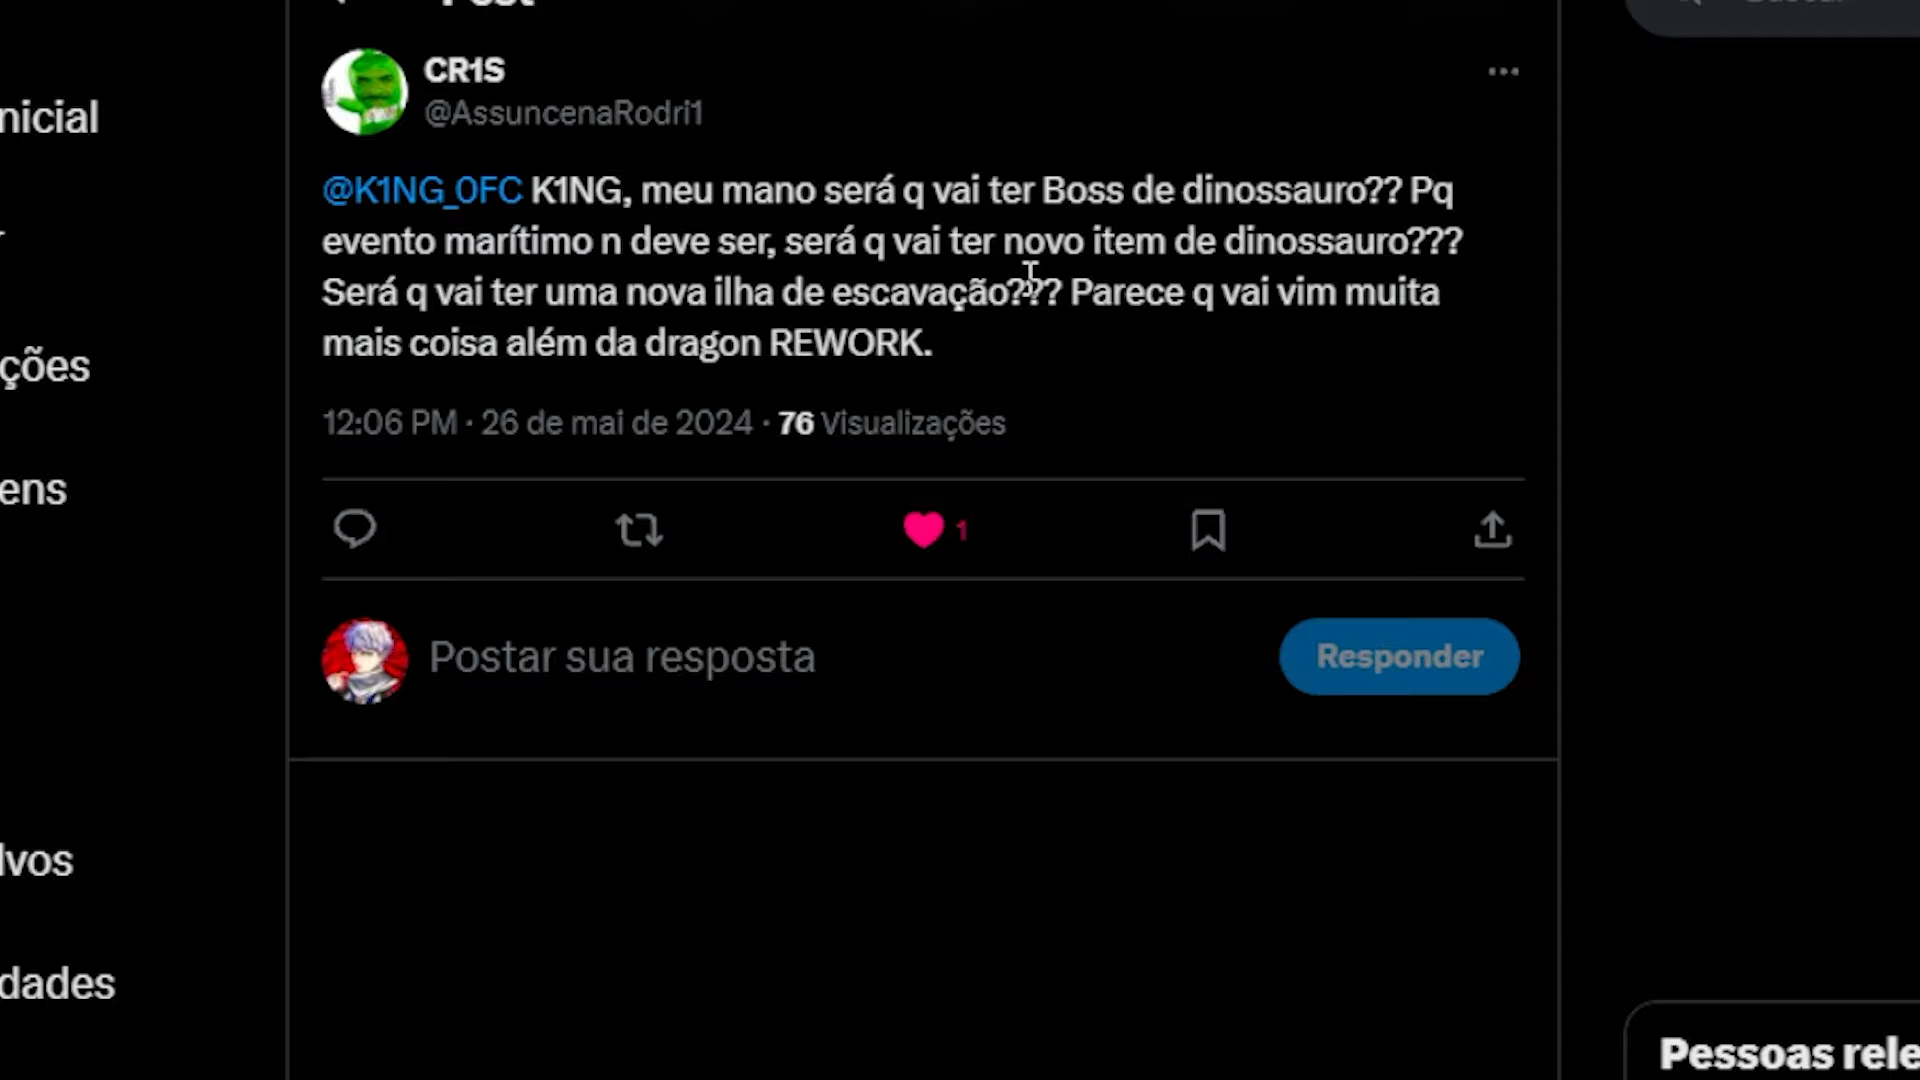 Post
CR1S
@AssuncenaRodri1
nicial
@K1NG_0FC K1NG, meu mano será q vai ter Boss de dinossauro?? Pq
evento marítimo n deve ser, será q vai ter novo item de dinossauro???
Será q vai ter uma nova ilha de escavação??? Parece q vai vim muita
mais coisa além da dragon REWORK.
ções
12:06 PM · 26 de mai de 2024 · 76 Visualizações
ens
1
Postar sua resposta
Responder
lvos
dades
Pessoas rele